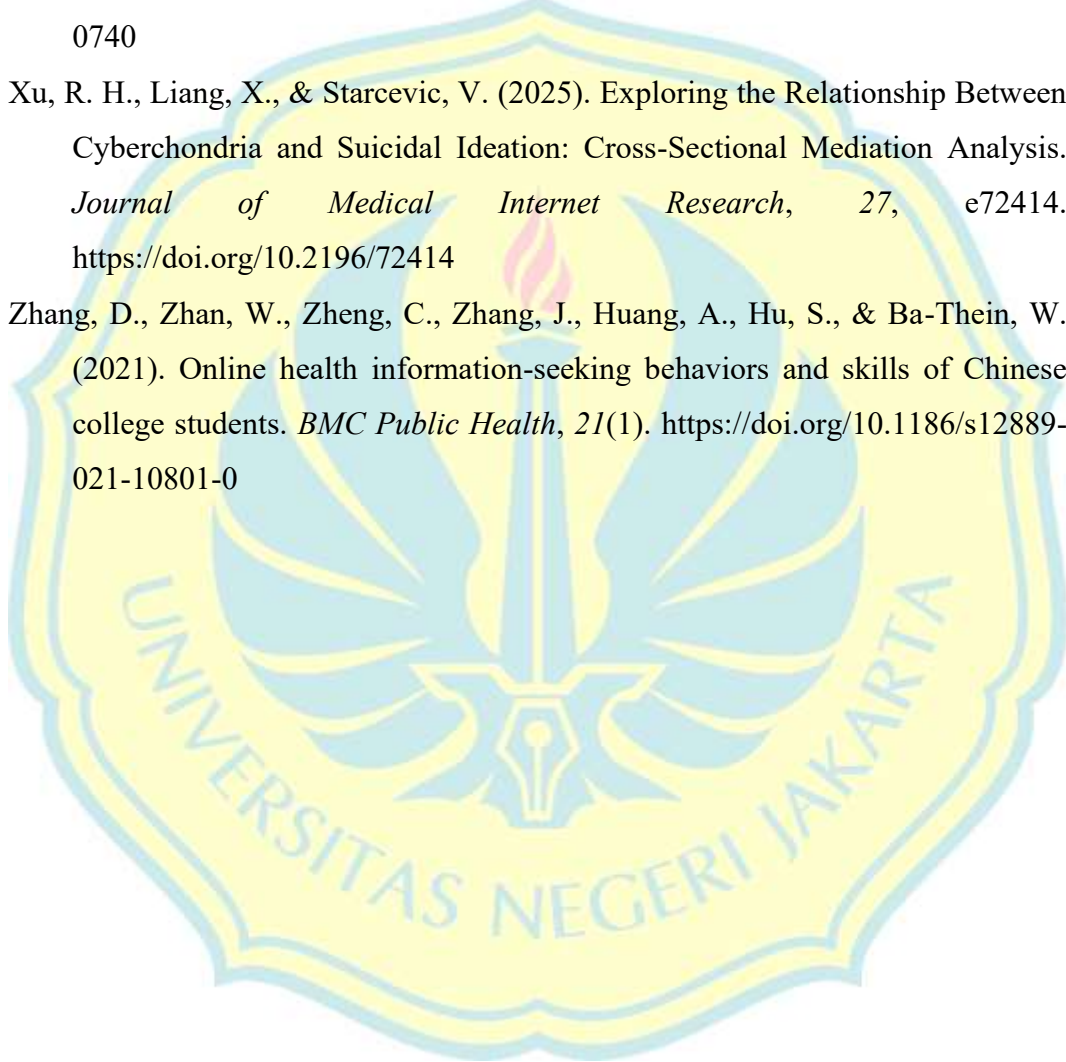 0740
Xu, R. H., Liang, X., & Starcevic, V. (2025). Exploring the Relationship Between
Cyberchondria and Suicidal Ideation: Cross-Sectional Mediation Analysis.
Journal of Medical Internet Research, 27, e72414.
https://doi.org/10.2196/72414
Zhang, D., Zhan, W., Zheng, C., Zhang, J., Huang, A., Hu, S., & Ba-Thein, W.
(2021). Online health information-seeking behaviors and skills of Chinese
college students. BMC Public Health, 21(1). https://doi.org/10.1186/s12889-
021-10801-0
UNIVERSITAS NEGERI JAKARTA